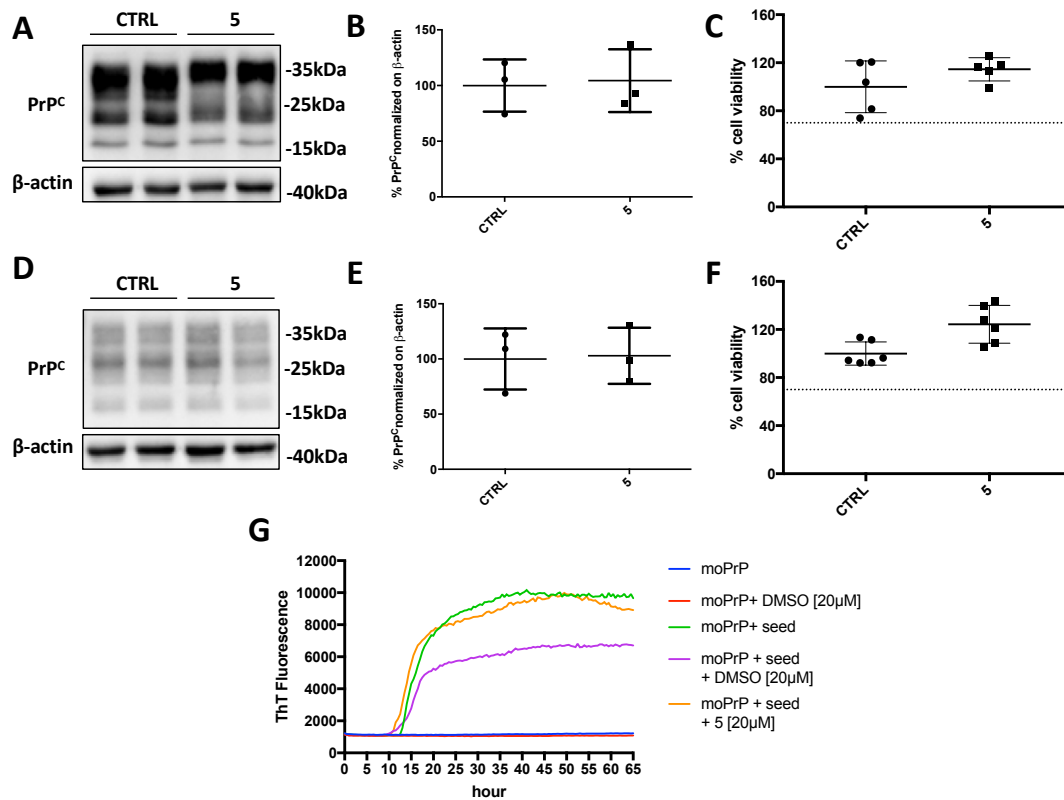 A
CTRL
5
PrPᶜ
-35kDa
-25kDa
-15kDa
β-actin
-40kDa
B
% PrPᶜ normalized on β-actin
150
100
50
0
CTRL
5
C
% cell viability
160
120
80
40
0
CTRL
5
D
CTRL
5
PrPᶜ
-35kDa
-25kDa
-15kDa
β-actin
-40kDa
E
% PrPᶜ normalized on β-actin
150
100
50
0
CTRL
5
F
% cell viability
160
120
80
40
0
CTRL
5
G
ThT Fluorescence
12000
10000
8000
6000
4000
2000
0
0 5 10 15 20 25 30 35 40 45 50 55 60 65
hour
moPrP
moPrP+ DMSO [20μM]
moPrP+ seed
moPrP + seed
+ DMSO [20μM]
moPrP + seed
+ 5 [20μM]